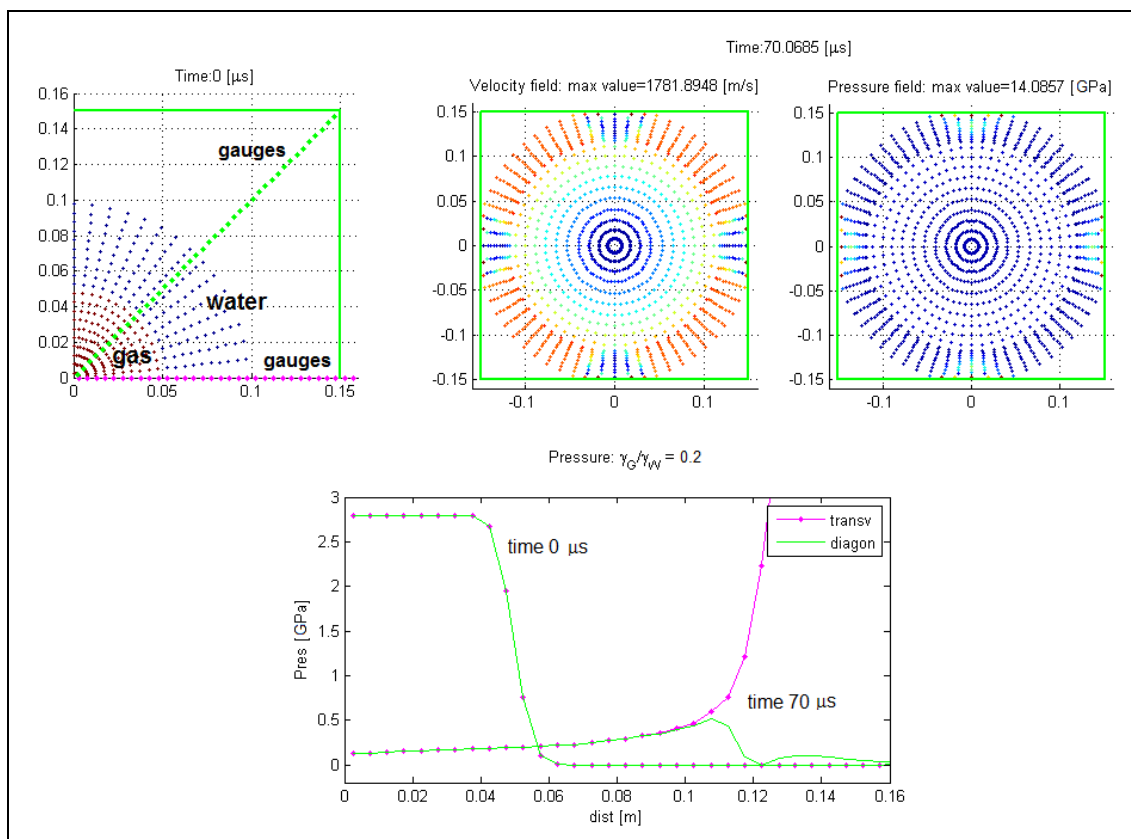 Time:70.0685 [μs]
Time:0 [μs]
Velocity field: max value=1781.8948 [m/s]
Pressure field: max value=14.0857 [GPa]
0.16
0.14
0.12
0.1
0.08
0.06
0.04
0.02
0
0 0.05 0.1 0.15
gauges
water
gas
gauges
0.15
0.1
0.05
0
-0.05
-0.1
-0.15
-0.1 0 0.1
0.15
0.1
0.05
0
-0.05
-0.1
-0.15
-0.1 0 0.1
Pressure: γG/γW = 0.2
3
2.5
2
1.5
1
0.5
0
Pres [GPa]
transv
diagon
time 0 μs
time 70 μs
0 0.02 0.04 0.06 0.08 0.1 0.12 0.14 0.16
dist [m]